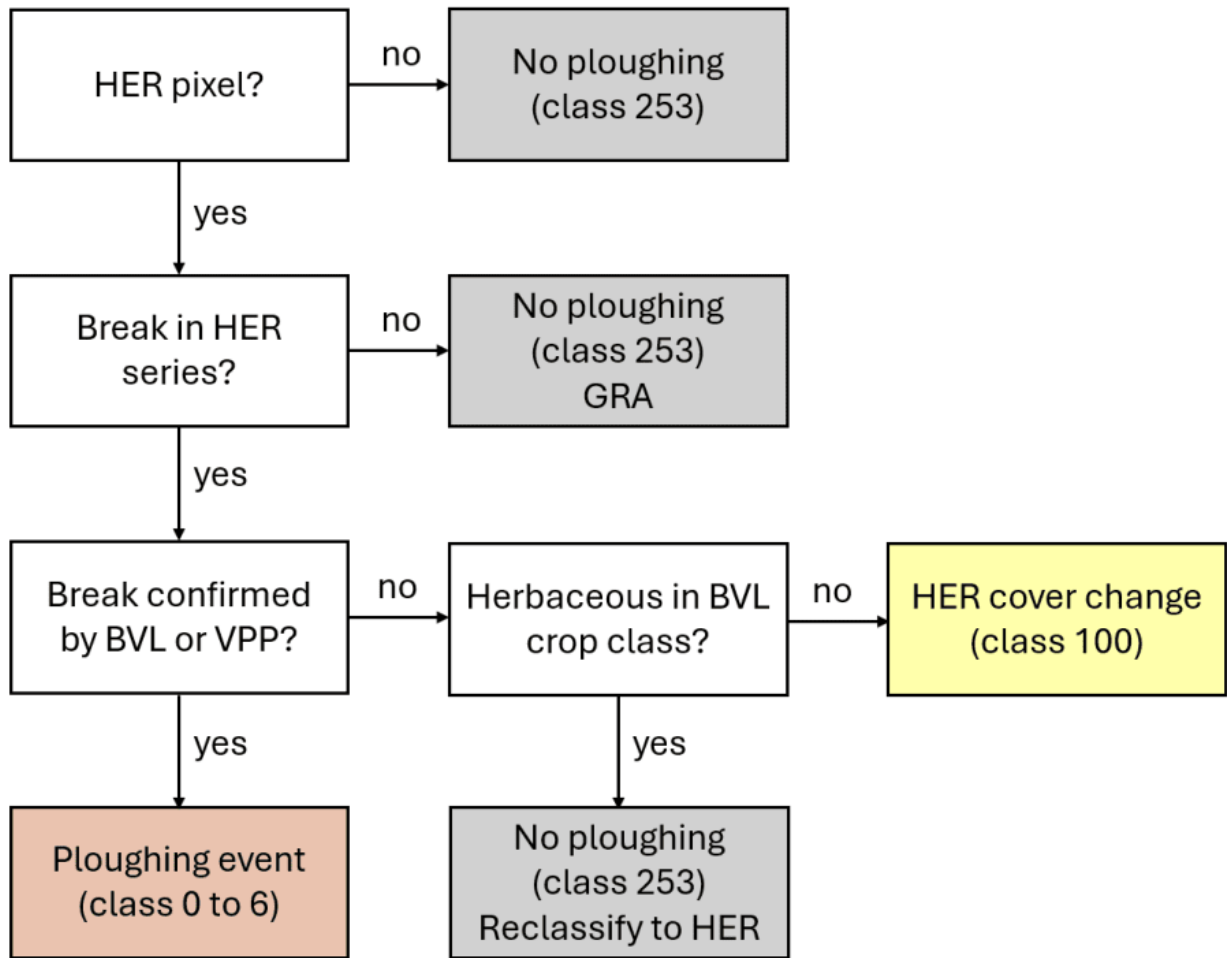 HER pixel?
no
No ploughing
(class 253)
yes
Break in HER
series?
no
No ploughing
(class 253)
GRA
yes
Break confirmed
by BVL or VPP?
no
Herbaceous in BVL
crop class?
no
HER cover change
(class 100)
yes
yes
Ploughing event
(class 0 to 6)
No ploughing
(class 253)
Reclassify to HER